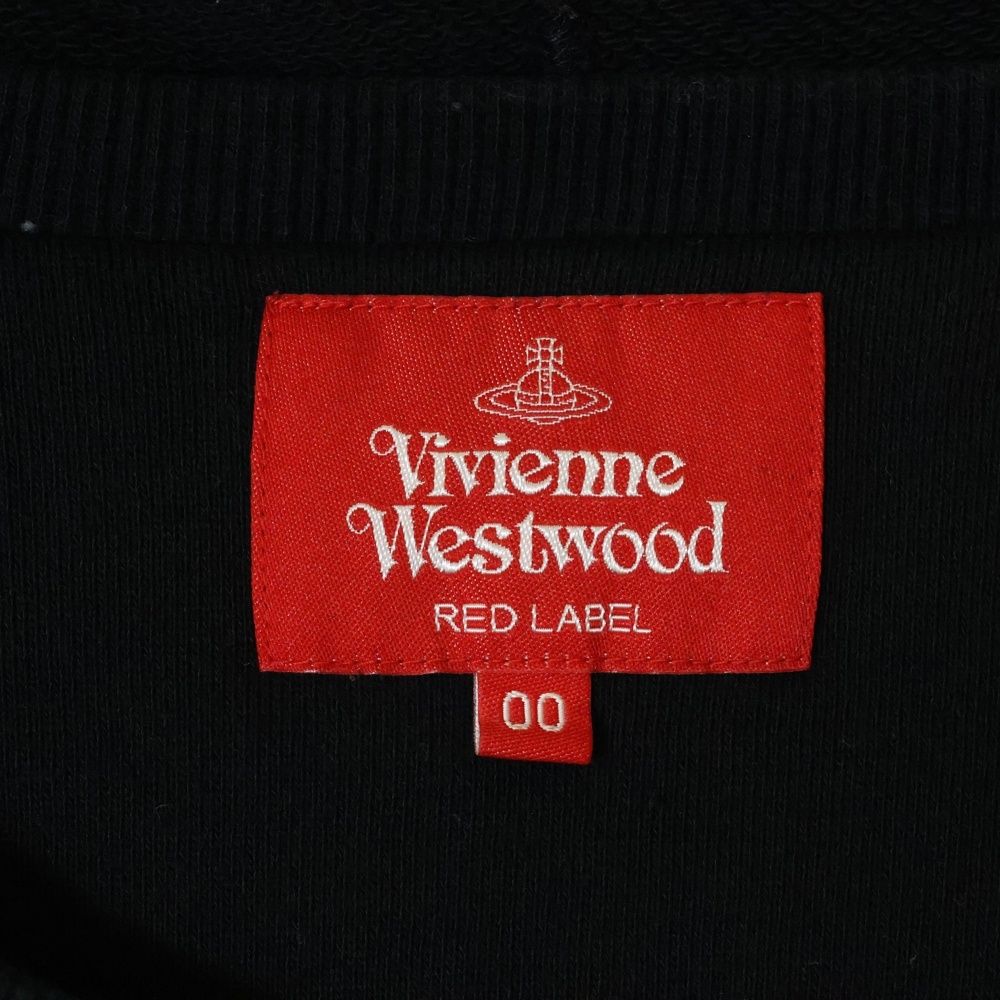 Vivienne
Westwood
RED LABEL
00